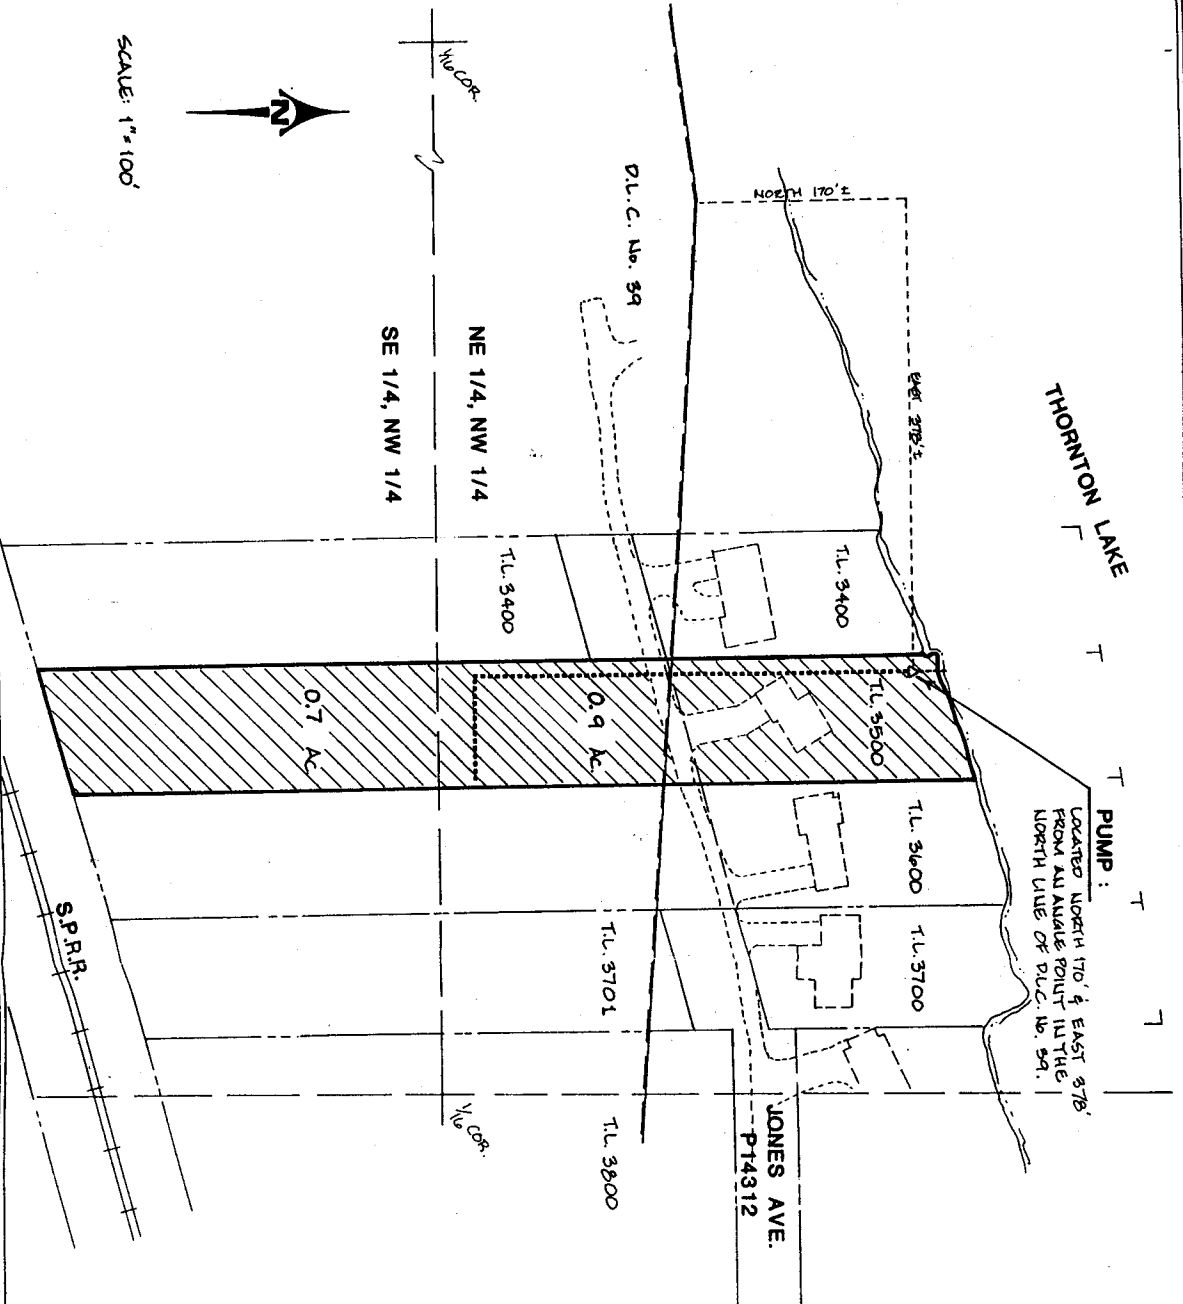 THORNTON LAKE
PUMP:
LOCATED NORTH 170' & EAST 378'
FROM AN ANGLE POINT IN THE
NORTH LINE OF D.L.C. No. 39.
EAST 378'±
NORTH 170'±
T.L. 3400
T.L. 3500
T.L. 3600
T.L. 3700
JONES AVE.
P14312
D.L.C. No. 39
0.9 Ac.
T.L. 3701
T.L. 3800
T.L. 3400
NE 1/4, NW 1/4
SE 1/4, NW 1/4
1/16 COR.
1/16 COR.
0.7 Ac.
N
SCALE: 1"=100'
S.P.R.R.